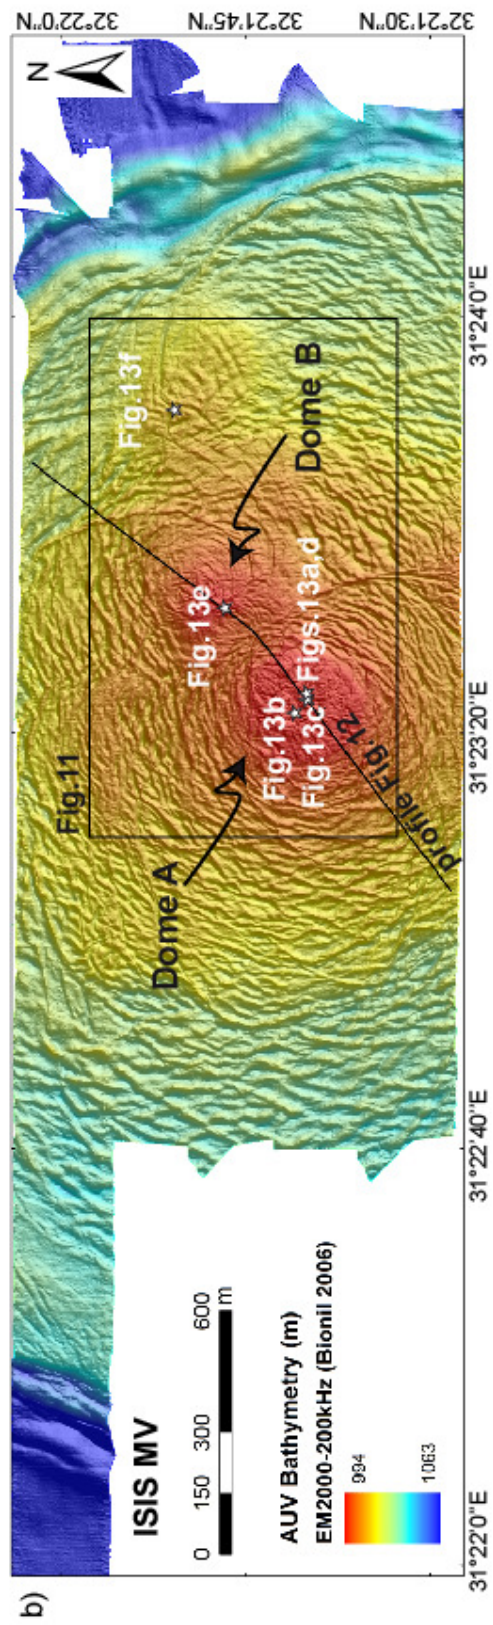 b)
31°22'0"E
31°22'40"E
31°23'20"E
31°24'0"E
32°22'0"N
32°21'45"N
32°21'30"N
N
ISIS MV
0 150 300 600
m
AUV Bathymetry (m)
EM2000-200kHz (Bionil 2006)
994
1063
Fig.11
Dome A
Dome B
Fig.13f
Fig.13e
Fig.13b
Fig.13c
Figs.13a,d
profile Fig.12